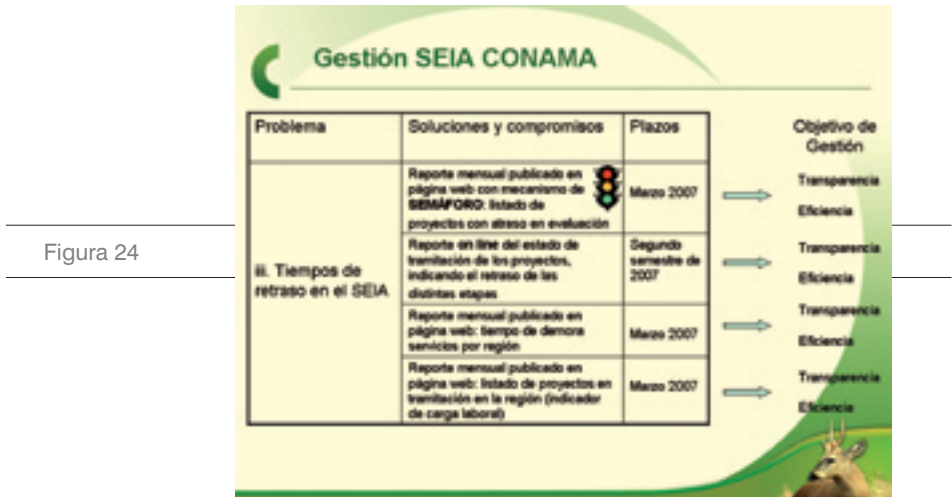 Gestión SEIA CONAMA
Problema
Soluciones y compromisos
Plazos
Objetivo de
Gestión
Figura 24
iii. Tiempos de
retraso en el SEIA
Reporte mensual publicado en
página web con mecanismo de
SEMÁFORO: listado de
proyectos con atraso en evaluación
Marzo 2007
Transparencia
Eficiencia
Reporte on line del estado de
tramitación de los proyectos,
indicando el retraso de las
distintas etapas
Segundo
semestre de
2007
Transparencia
Eficiencia
Reporte mensual publicado en
página web: tiempo de demora
servicios por región
Marzo 2007
Transparencia
Eficiencia
Reporte mensual publicado en
página web: listado de proyectos en
tramitación en la región (indicador
de carga laboral)
Marzo 2007
Transparencia
Eficiencia